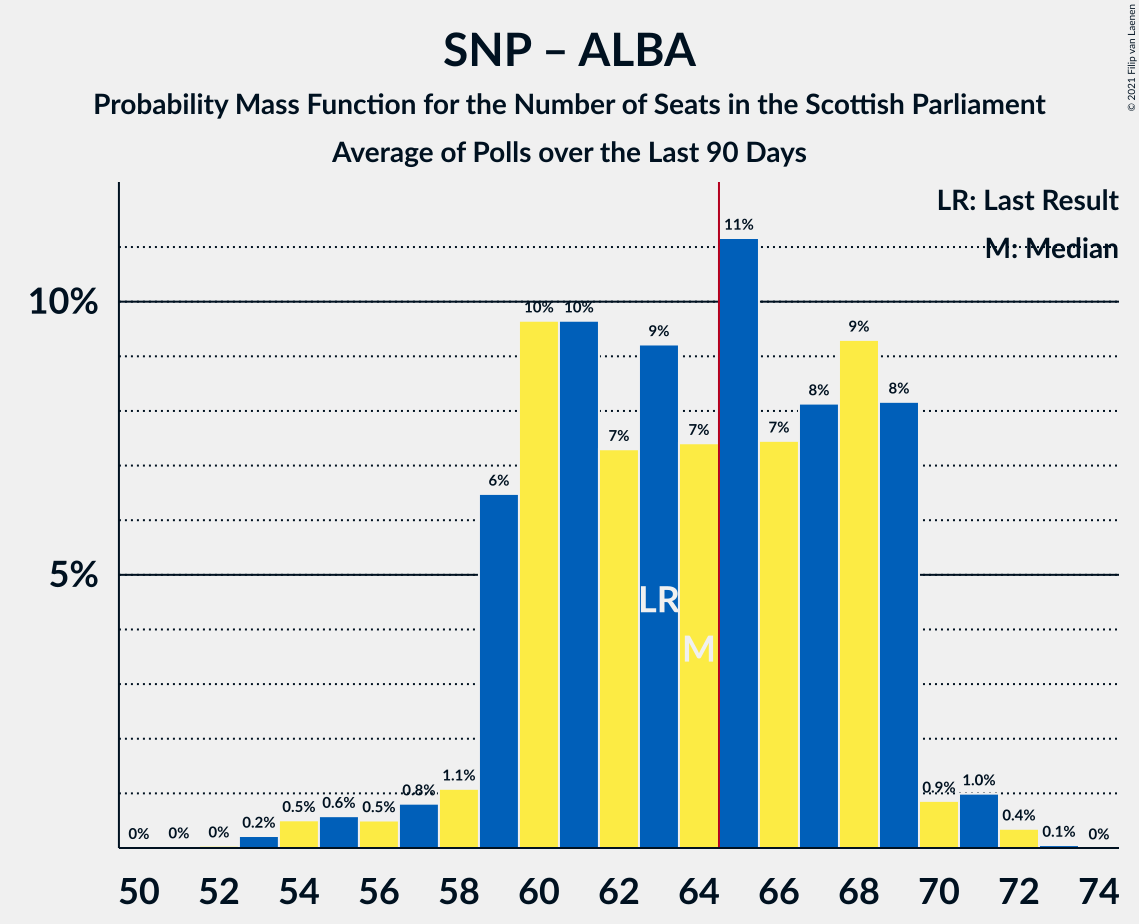 SNP – ALBA
Probability Mass Function for the Number of Seats in the Scottish Parliament
Average of Polls over the Last 90 Days
© 2021 Filip van Laenen
LR: Last Result
M: Median
10%
5%
0% 0% 0% 0.2% 0.5% 0.6% 0.5% 0.8% 1.1% 6% 10% 10% 7% 9% 7% 11% 7% 8% 9% 8% 0.9% 1.0% 0.4% 0.1% 0%
LR
M
50 52 54 56 58 60 62 64 66 68 70 72 74